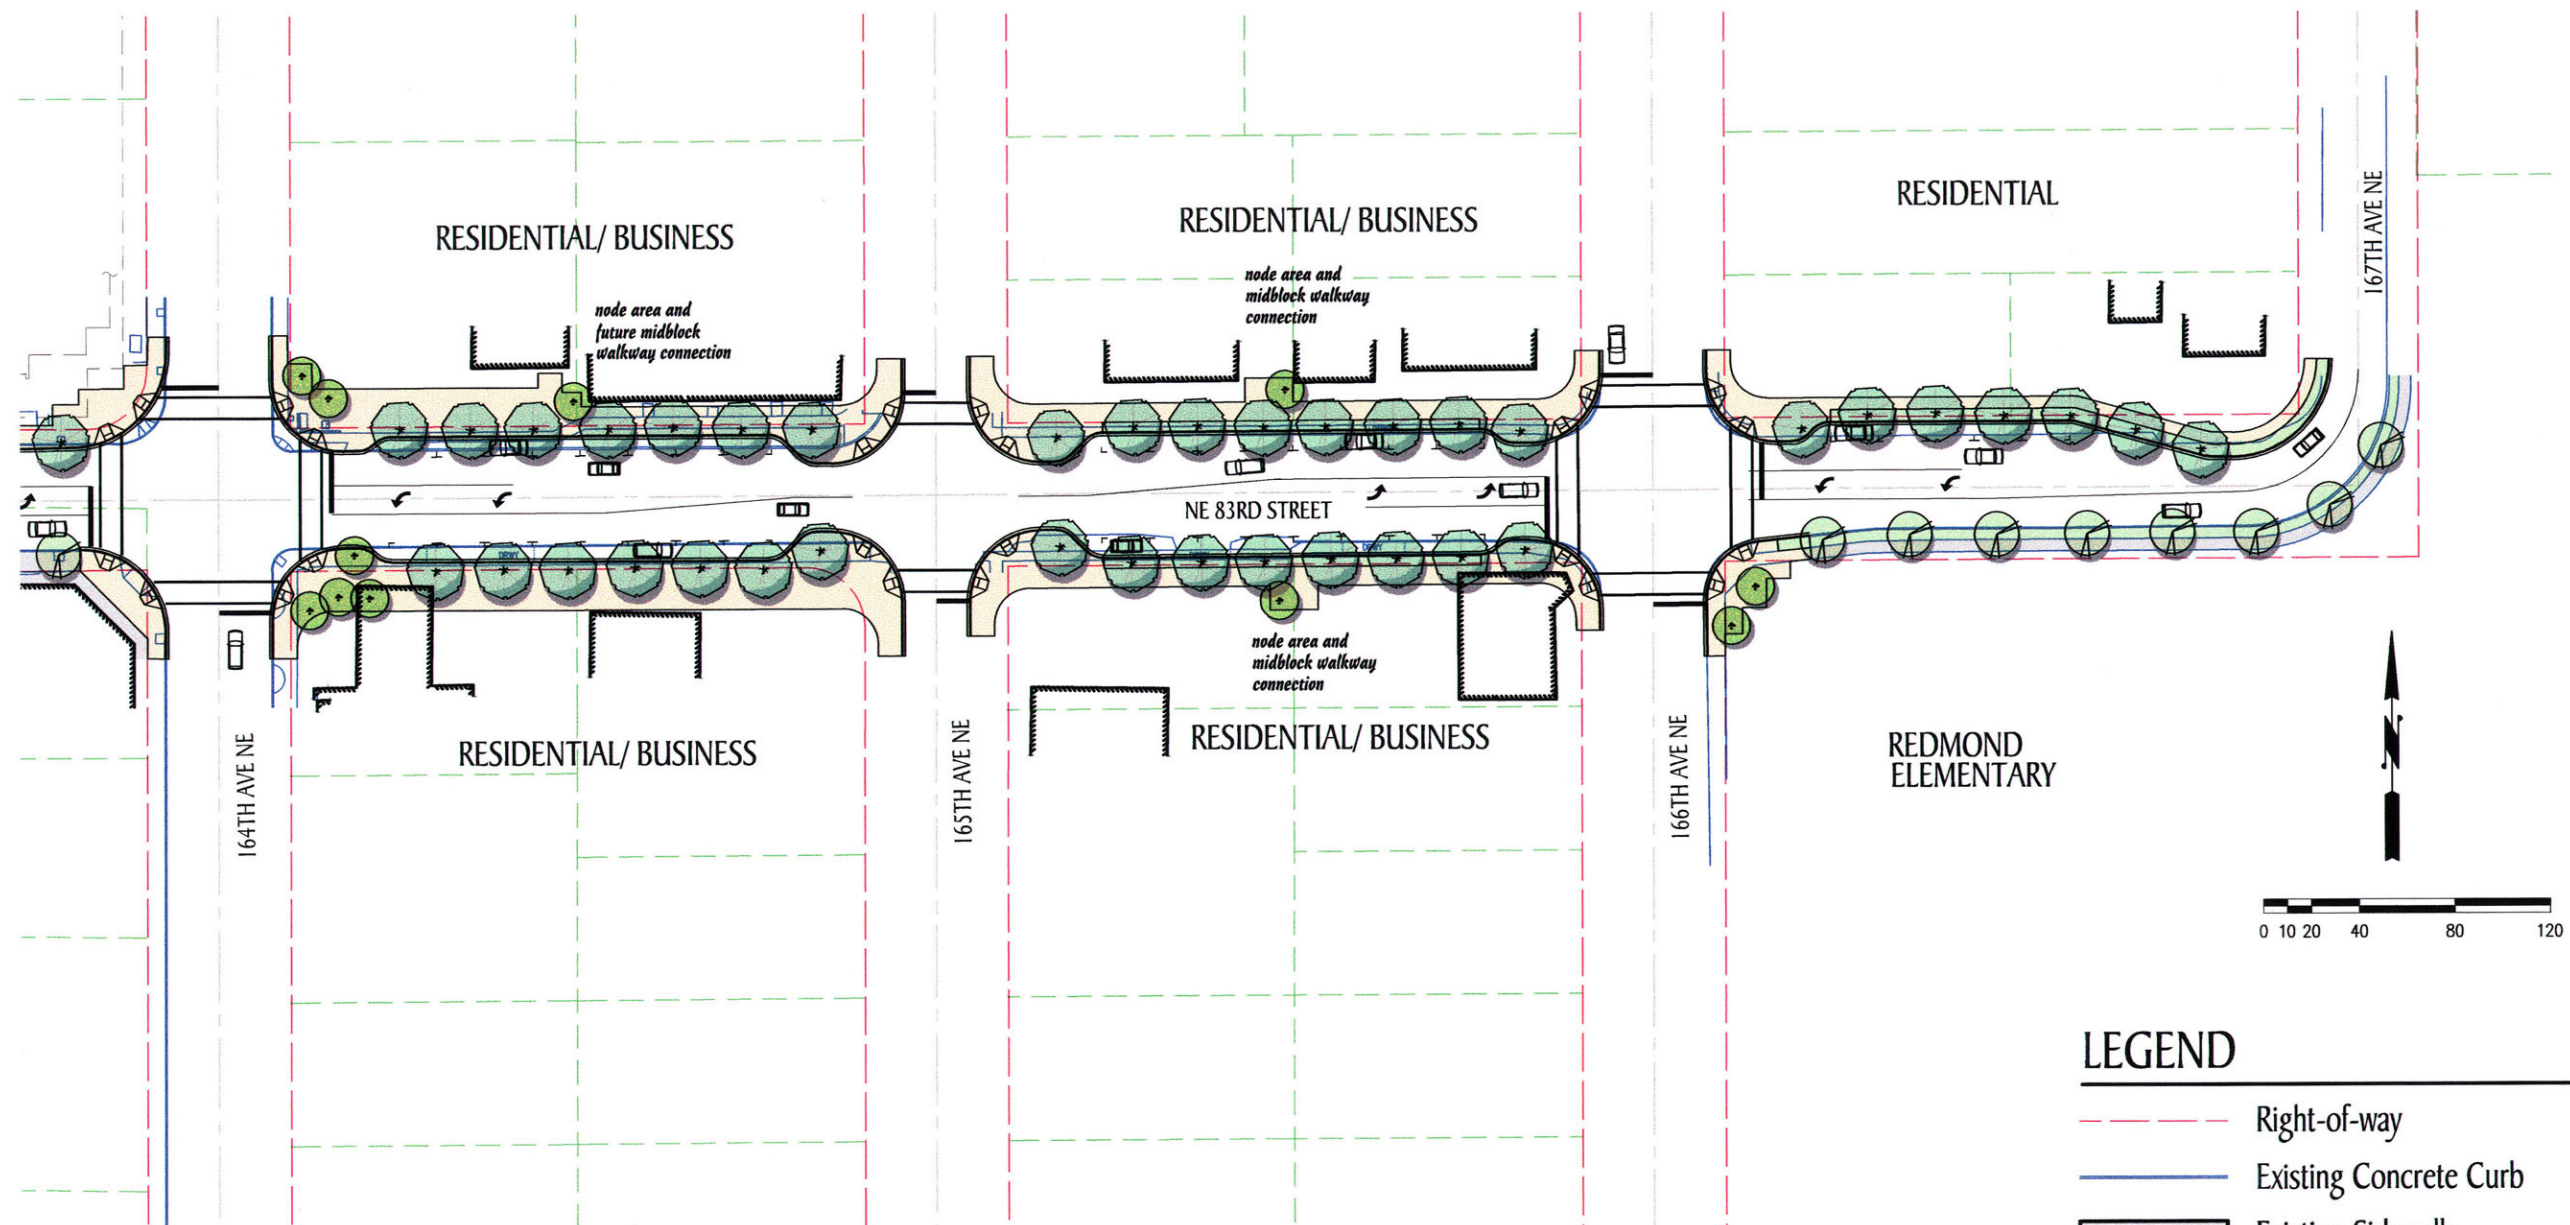 RESIDENTIAL/ BUSINESS
RESIDENTIAL/ BUSINESS
RESIDENTIAL
167TH AVE NE
node area and
future midblock
walkway connection
node area and
midblock walkway
connection
NE 83RD STREET
DRWY
DRWY
node area and
midblock walkway
connection
RESIDENTIAL/ BUSINESS
RESIDENTIAL/ BUSINESS
REDMOND
ELEMENTARY
164TH AVE NE
165TH AVE NE
166TH AVE NE
N
0 10 20 40 80 120
LEGEND
Right-of-way
Existing Concrete Curb